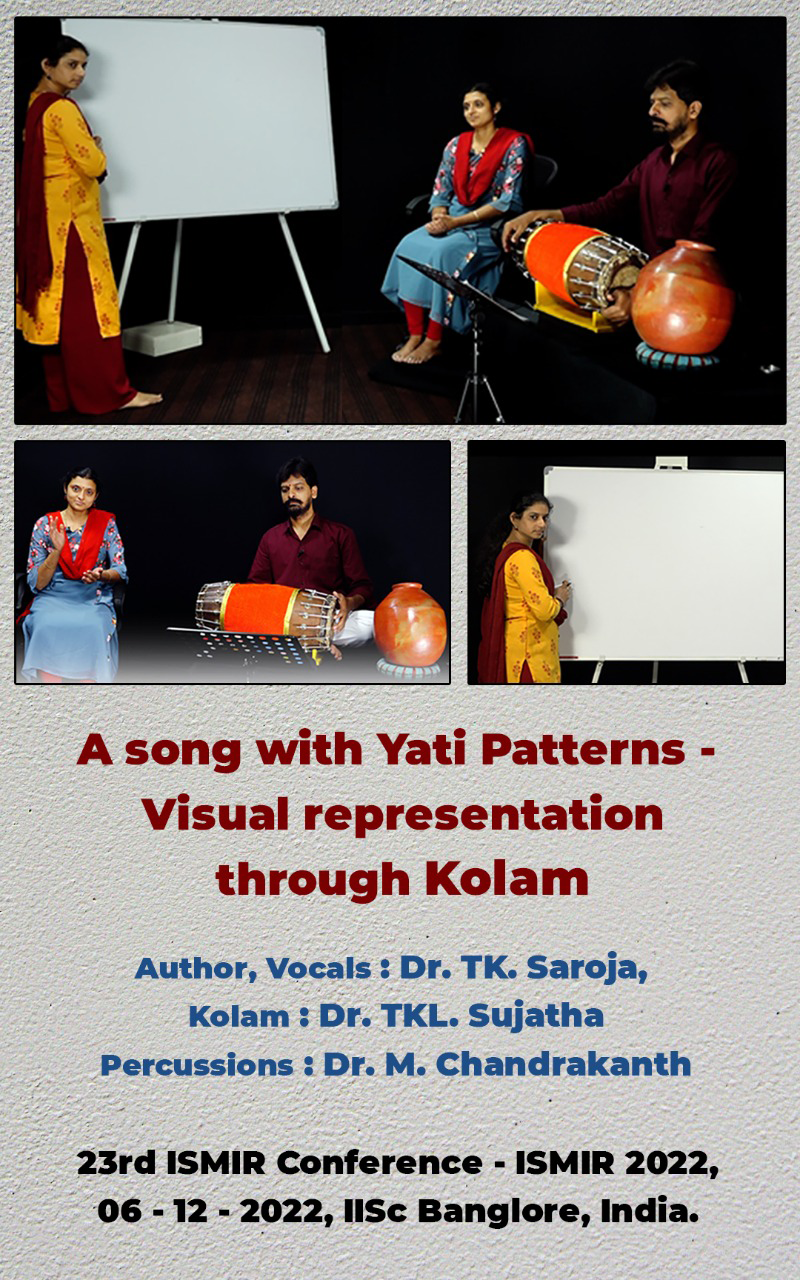 A song with Yati Patterns -
Visual representation
through Kolam
Author, Vocals : Dr. TK. Saroja,
Kolam : Dr. TKL. Sujatha
Percussions : Dr. M. Chandrakanth
23rd ISMIR Conference - ISMIR 2022,
06 - 12 - 2022, IISc Banglore, India.